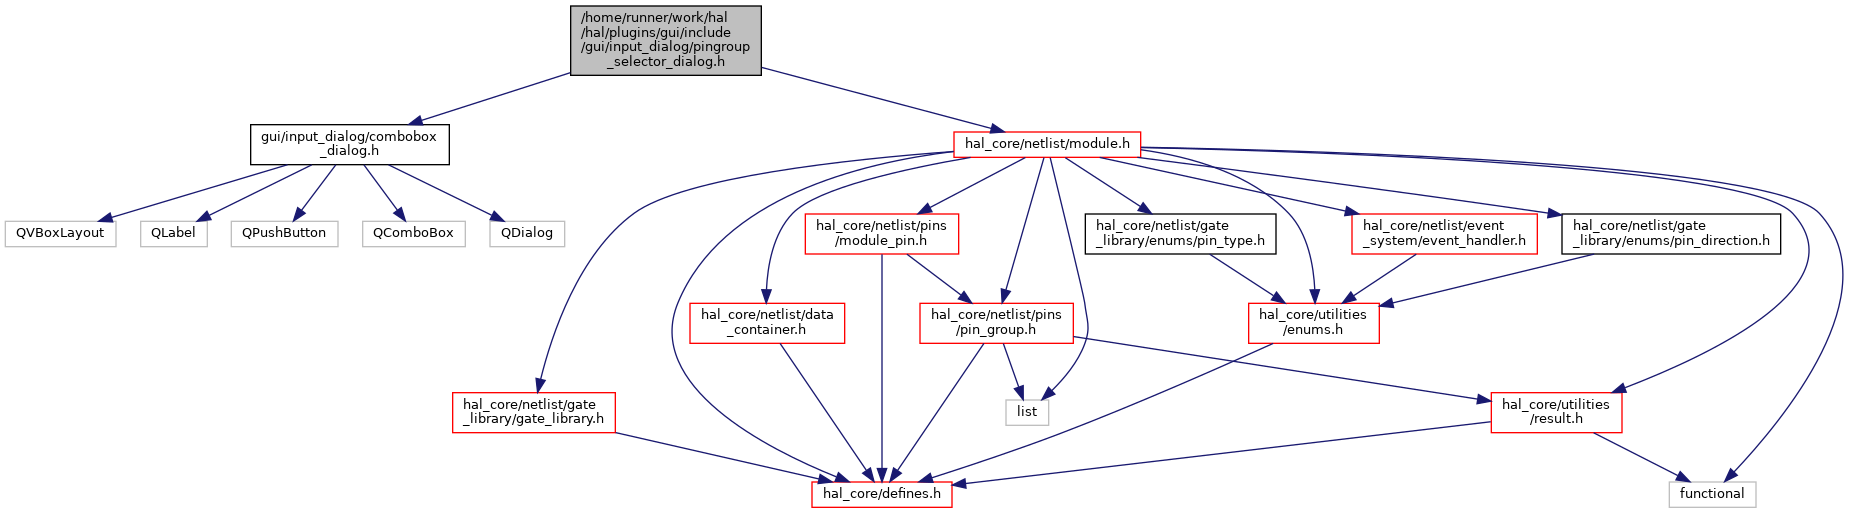 /home/runner/work/hal
/hal/plugins/gui/include
/gui/input_dialog/pingroup
_selector_dialog.h
gui/input_dialog/combobox
_dialog.h
hal_core/netlist/module.h
QVBoxLayout
QLabel
QPushButton
QComboBox
QDialog
hal_core/netlist/pins
/module_pin.h
hal_core/netlist/gate
_library/enums/pin_type.h
hal_core/netlist/event
_system/event_handler.h
hal_core/netlist/gate
_library/enums/pin_direction.h
hal_core/netlist/data
_container.h
hal_core/netlist/pins
/pin_group.h
hal_core/utilities
/enums.h
hal_core/netlist/gate
_library/gate_library.h
list
hal_core/utilities
/result.h
hal_core/defines.h
functional